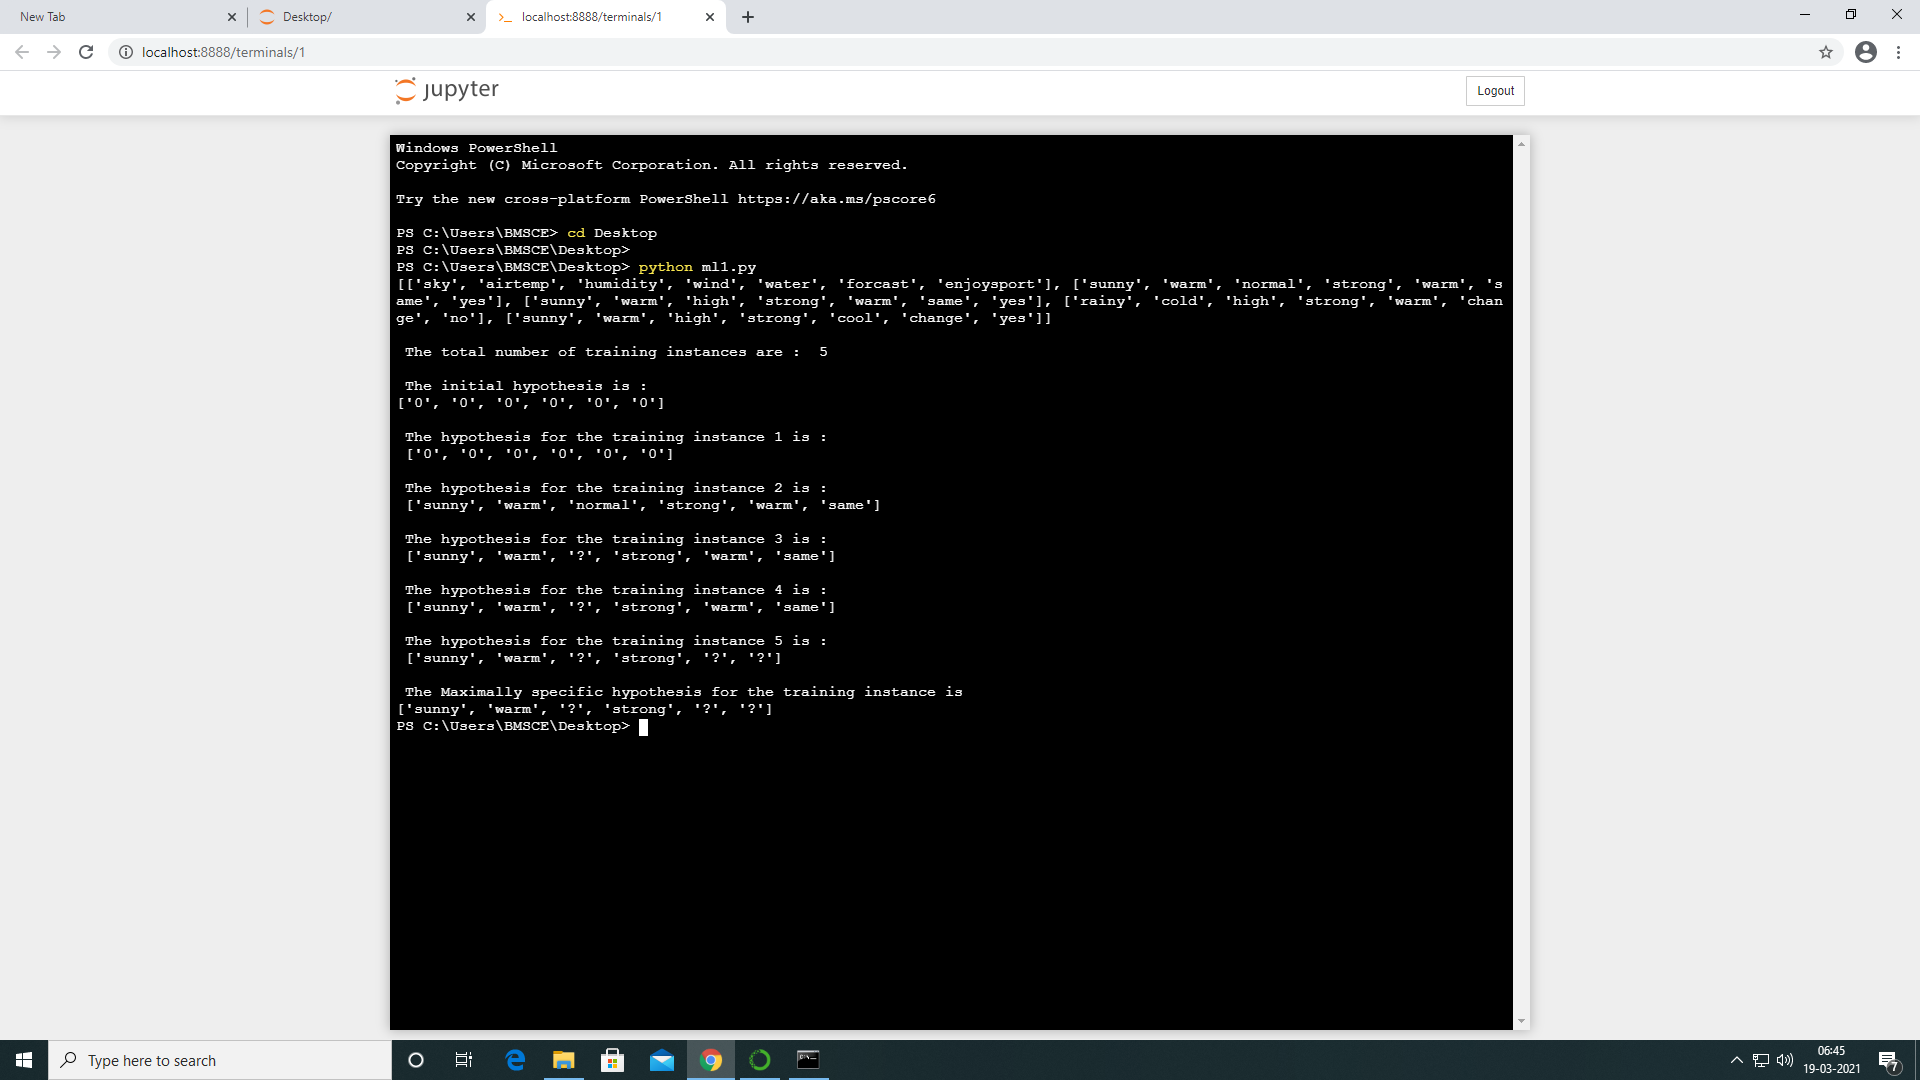 New Tab
Desktop/
localhost:8888/terminals/1
localhost:8888/terminals/1
jupyter
Logout
Windows PowerShell
Copyright (C) Microsoft Corporation. All rights reserved.
Try the new cross-platform PowerShell https://aka.ms/pscore6
PS C:\Users\BMSCE> cd Desktop
PS C:\Users\BMSCE\Desktop>
PS C:\Users\BMSCE\Desktop> python ml1.py
[['sky', 'airtemp', 'humidity', 'wind', 'water', 'forcast', 'enjoysport'], ['sunny', 'warm', 'normal', 'strong', 'warm', 's
ame', 'yes'], ['sunny', 'warm', 'high', 'strong', 'warm', 'same', 'yes'], ['rainy', 'cold', 'high', 'strong', 'warm', 'chan
ge', 'no'], ['sunny', 'warm', 'high', 'strong', 'cool', 'change', 'yes']]
The total number of training instances are :  5
The initial hypothesis is :
['0', '0', '0', '0', '0', '0']
The hypothesis for the training instance 1 is :
['0', '0', '0', '0', '0', '0']
The hypothesis for the training instance 2 is :
['sunny', 'warm', 'normal', 'strong', 'warm', 'same']
The hypothesis for the training instance 3 is :
['sunny', 'warm', '?', 'strong', 'warm', 'same']
The hypothesis for the training instance 4 is :
['sunny', 'warm', '?', 'strong', 'warm', 'same']
The hypothesis for the training instance 5 is :
['sunny', 'warm', '?', 'strong', '?', '?']
The Maximally specific hypothesis for the training instance is
['sunny', 'warm', '?', 'strong', '?', '?']
PS C:\Users\BMSCE\Desktop>
Type here to search
06:45
19-03-2021
7